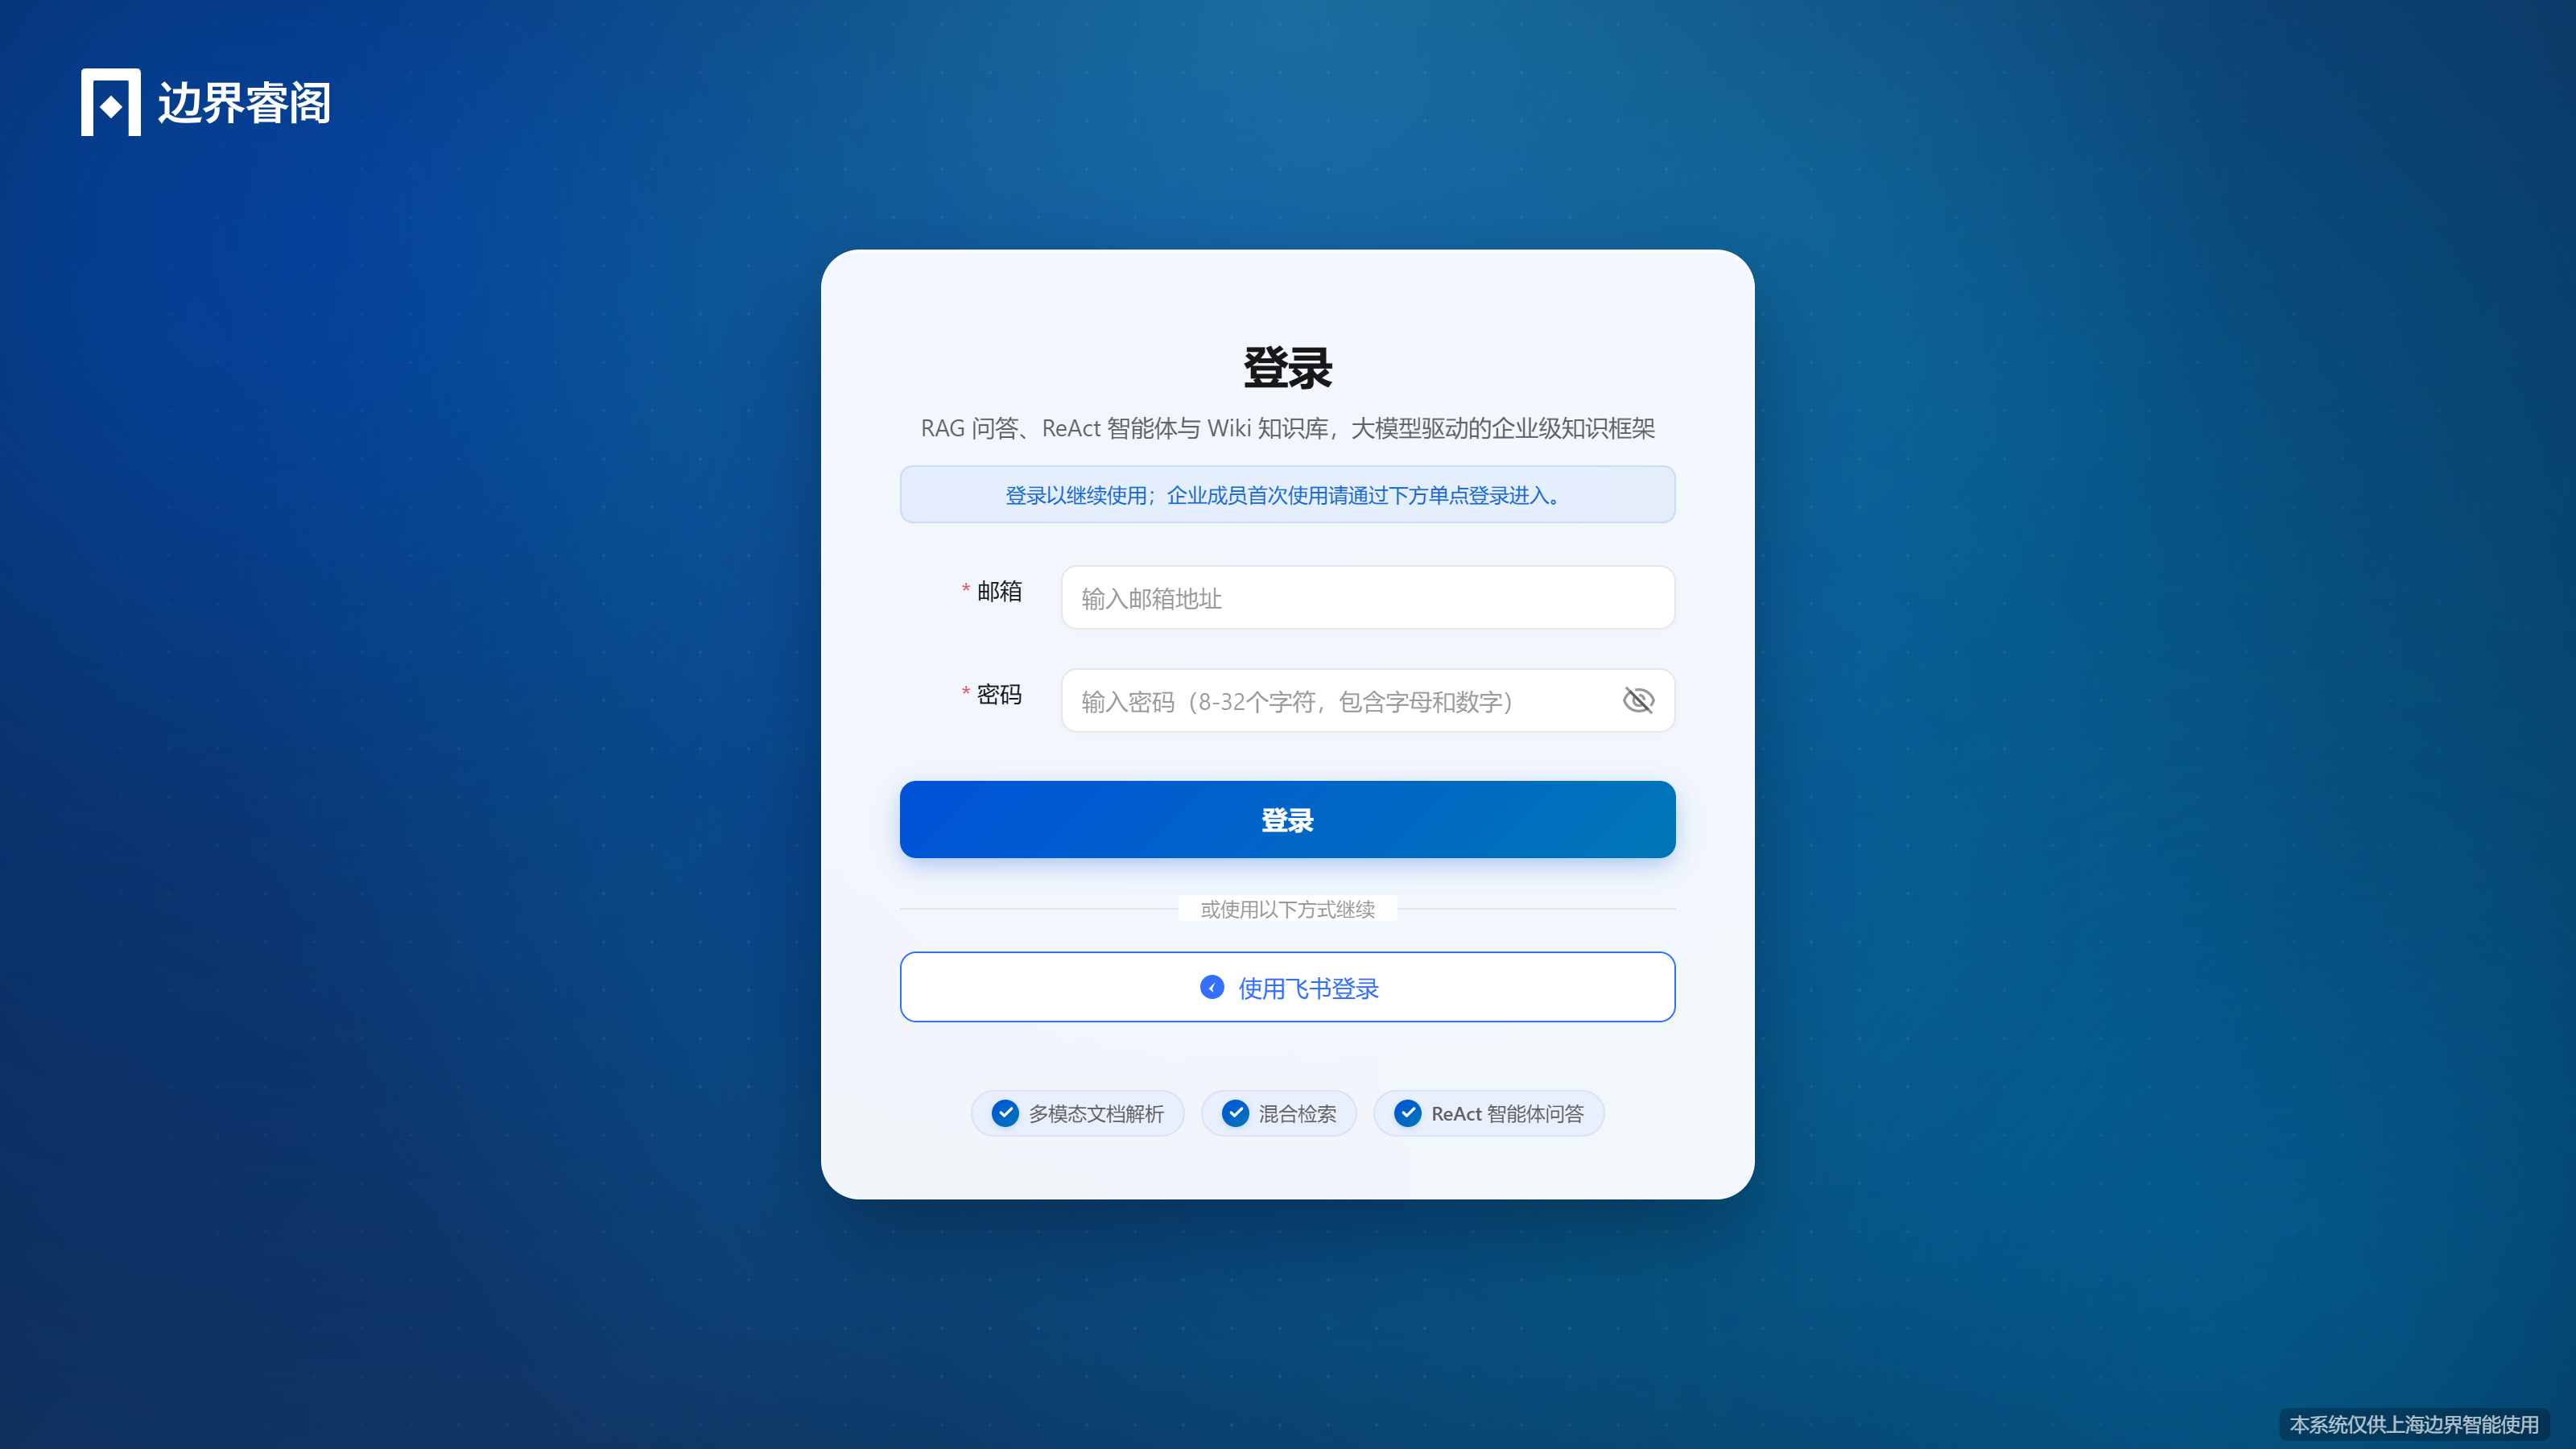 边界睿阁
登录
RAG 问答、ReAct 智能体与 Wiki 知识库，大模型驱动的企业级知识框架
登录以继续使用；企业成员首次使用请通过下方单点登录进入。
* 邮箱
输入邮箱地址
* 密码
输入密码（8-32个字符，包含字母和数字）
登录
或使用以下方式继续
使用飞书登录
多模态文档解析 混合检索 ReAct 智能体问答
本系统仅供上海边界智能使用